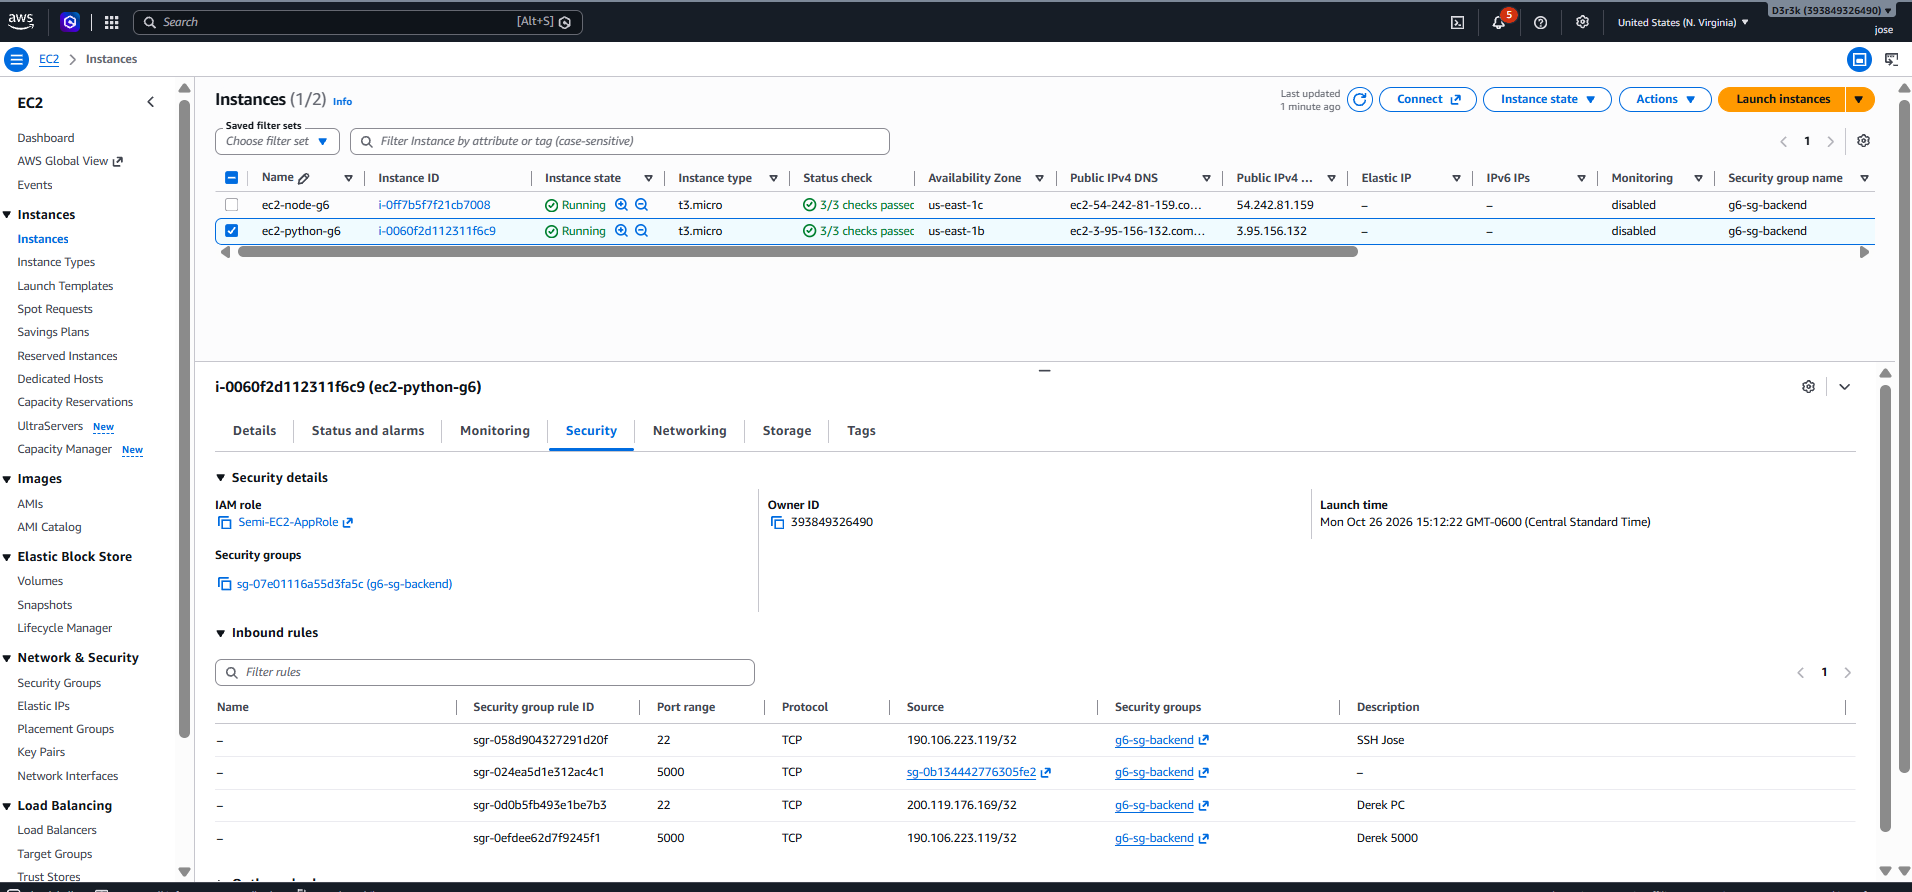 aws
Search
[Alt+S]
5
United States (N. Virginia)
D3r3k (393849326490)
jose
EC2
Instances
EC2
Dashboard
AWS Global View
Events
Instances
Instances
Instance Types
Launch Templates
Spot Requests
Savings Plans
Reserved Instances
Dedicated Hosts
Capacity Reservations
UltraServers New
Capacity Manager New
Images
AMIs
AMI Catalog
Elastic Block Store
Volumes
Snapshots
Lifecycle Manager
Network & Security
Security Groups
Elastic IPs
Placement Groups
Key Pairs
Network Interfaces
Load Balancing
Load Balancers
Target Groups
Trust Stores
Instances (1/2) Info
Last updated
1 minute ago
Connect
Instance state
Actions
Launch instances
Saved filter sets
Choose filter set
Filter Instance by attribute or tag (case-sensitive)
1
Name Instance ID Instance state Instance type Status check Availability Zone Public IPv4 DNS Public IPv4 ... Elastic IP IPv6 IPs Monitoring Security group name
ec2-node-g6 i-0ff7b5f7f21cb7008 Running t3.micro 3/3 checks passec us-east-1c ec2-54-242-81-159.co... 54.242.81.159 – – disabled g6-sg-backend
ec2-python-g6 i-0060f2d112311f6c9 Running t3.micro 3/3 checks passec us-east-1b ec2-3-95-156-132.com... 3.95.156.132 – – disabled g6-sg-backend
i-0060f2d112311f6c9 (ec2-python-g6)
Details Status and alarms Monitoring Security Networking Storage Tags
Security details
IAM role
Semi-EC2-AppRole
Owner ID
393849326490
Launch time
Mon Oct 26 2026 15:12:22 GMT-0600 (Central Standard Time)
Security groups
sg-07e01116a55d3fa5c (g6-sg-backend)
Inbound rules
Filter rules
1
Name Security group rule ID Port range Protocol Source Security groups Description
– sgr-058d904327291d20f 22 TCP 190.106.223.119/32 g6-sg-backend SSH Jose
– sgr-024ea5d1e312ac4c1 5000 TCP sg-0b134442776305fe2 g6-sg-backend –
– sgr-0d0b5fb493e1be7b3 22 TCP 200.119.176.169/32 g6-sg-backend Derek PC
– sgr-0efdee62d7f9245f1 5000 TCP 190.106.223.119/32 g6-sg-backend Derek 5000